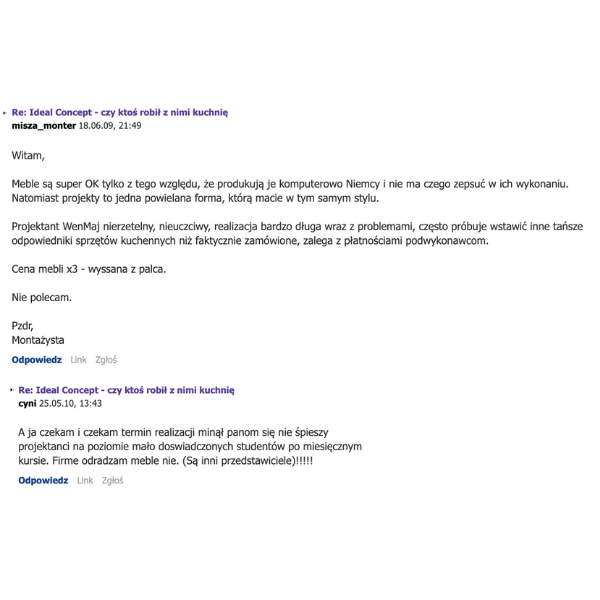 Re: Ideal Concept - czy ktoś robił z nimi kuchnię
misza_monter 18.06.09, 21:49
Witam,
Meble są super OK tylko z tego względu, że produkują je komputerowo Niemcy i nie ma czego zepsuć w ich wykonaniu.
Natomiast projekty to jedna powielana forma, którą macie w tym samym stylu.
Projektant WenMaj nierzetelny, nieuczciwy, realizacja bardzo długa wraz z problemami, często próbuje wstawić inne tańsze
odpowiedniki sprzętów kuchennych niż faktycznie zamówione, zalega z płatnościami podwykonawcom.
Cena mebli x3 - wyssana z palca.
Nie polecam.
Pzdr,
Montażysta
Odpowiedz Link Zgłoś
Re: Ideal Concept - czy ktoś robił z nimi kuchnię
cyni 25.05.10, 13:43
A ja czekam i czekam termin realizacji minął panom się nie śpieszy
projektanci na poziomie mało doswiadczonych studentów po miesięcznym
kursie. Firme odradzam meble nie. (Są inni przedstawiciele)!!!!!
Odpowiedz Link Zgłoś